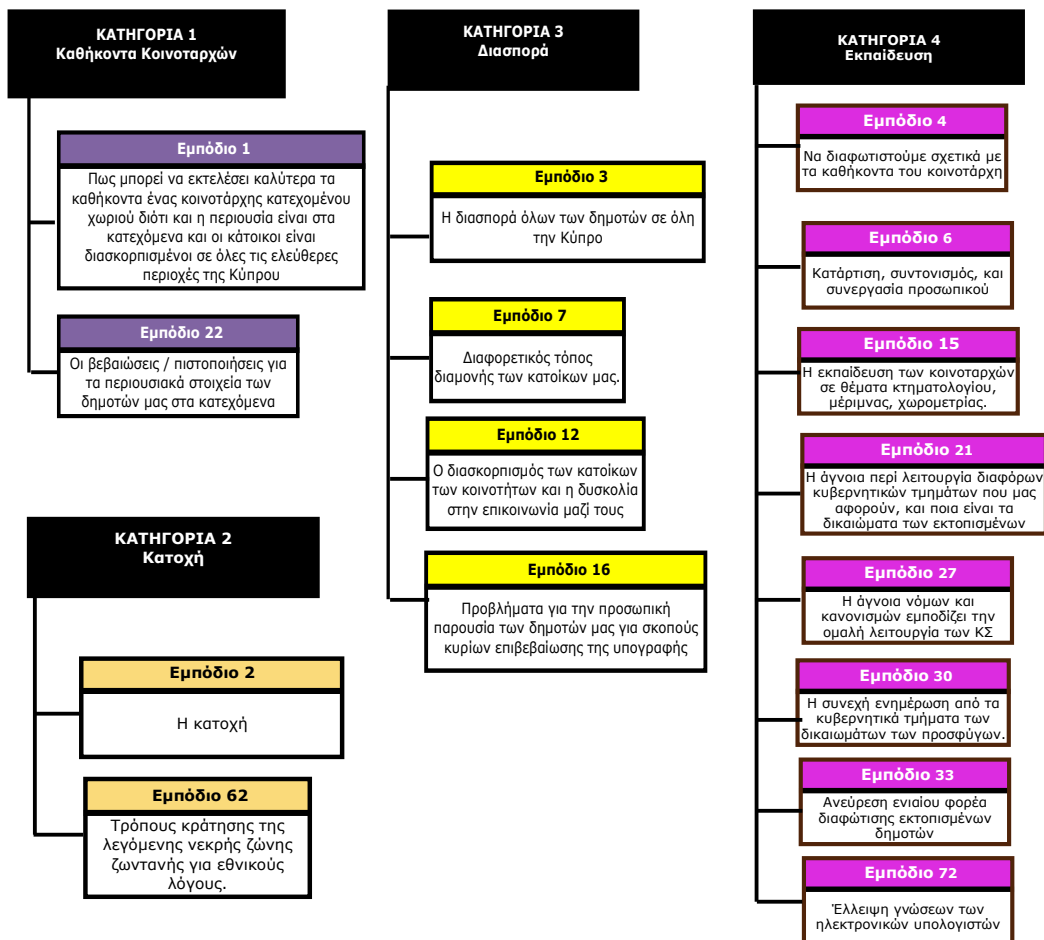 ΚΑΤΗΓΟΡΙΑ 1
Καθήκοντα Κοινοταρχών
Εμπόδιο 1
Πως μπορεί να εκτελέσει καλύτερα τα
καθήκοντα ένας κοινοτάρχης κατεχομένου
χωριού διότι και η περιουσία είναι στα
κατεχόμενα και οι κάτοικοι είναι
διασκορπισμένοι σε όλες τις ελεύθερες
περιοχές της Κύπρου
Εμπόδιο 22
Οι βεβαιώσεις / πιστοποιήσεις για
τα περιουσιακά στοιχεία των
δημοτών μας στα κατεχόμενα
ΚΑΤΗΓΟΡΙΑ 2
Κατοχή
Εμπόδιο 2
Η κατοχή
Εμπόδιο 62
Τρόπους κράτησης της
λεγόμενης νεκρής ζώνης
ζωντανής για εθνικούς
λόγους.
ΚΑΤΗΓΟΡΙΑ 3
Διασπορά
Εμπόδιο 3
Η διασπορά όλων των δημοτών σε όλη
την Κύπρο
Εμπόδιο 7
Διαφορετικός τόπος
διαμονής των κατοίκων μας.
Εμπόδιο 12
Ο διασκορπισμός των κατοίκων
των κοινοτήτων και η δυσκολία
στην επικοινωνία μαζί τους
Εμπόδιο 16
Προβλήματα για την προσωπική
παρουσία των δημοτών μας για σκοπούς
κυρίων επιβεβαίωσης της υπογραφής
ΚΑΤΗΓΟΡΙΑ 4
Εκπαίδευση
Εμπόδιο 4
Να διαφωτιστούμε σχετικά με
τα καθήκοντα του κοινοτάρχη
Εμπόδιο 6
Κατάρτιση, συντονισμός, και
συνεργασία προσωπικού
Εμπόδιο 15
Η εκπαίδευση των κοινοταρχών
σε θέματα κτηματολογίου,
μέριμνας, χωρομετρίας.
Εμπόδιο 21
Η άγνοια περί λειτουργία διαφόρων
κυβερνητικών τμημάτων που μας
αφορούν, και ποια είναι τα
δικαιώματα των εκτοπισμένων
Εμπόδιο 27
Η άγνοια νόμων και
κανονισμών εμποδίζει την
ομαλή λειτουργία των ΚΣ
Εμπόδιο 30
Η συνεχή ενημέρωση από τα
κυβερνητικά τμήματα των
δικαιωμάτων των προσφύγων.
Εμπόδιο 33
Ανεύρεση ενιαίου φορέα
διαφώτισης εκτοπισμένων
δημοτών
Εμπόδιο 72
Έλλειψη γνώσεων των
ηλεκτρονικών υπολογιστών